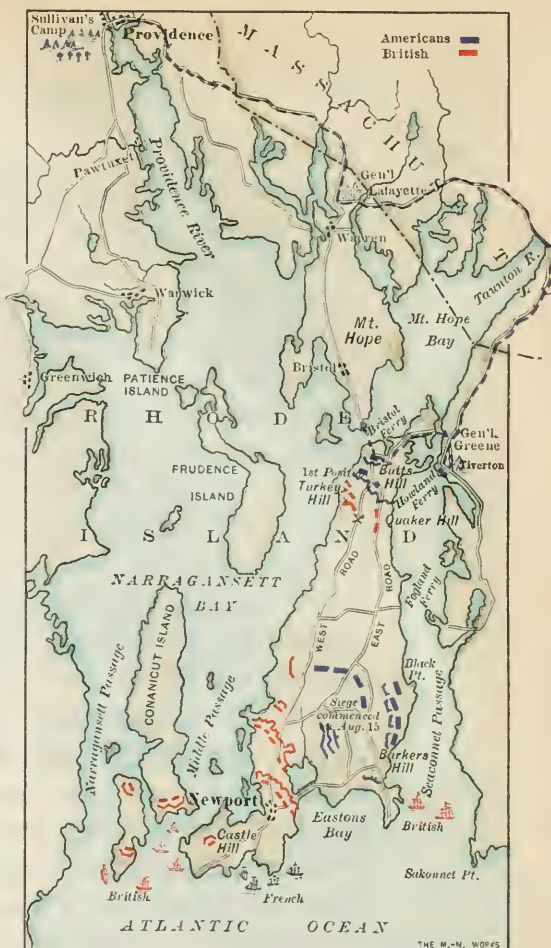 Sullivan's
Camp
Providence
Americans
British
MASSACHU
Pawtuxet
Providence River
Gen'l
Lafayette
Warren
Taunton R.
Warwick
Mt.
Hope
Mt. Hope
Bay
Greenwich
PATIENCE
ISLAND
Bristol
RHODE
Bristol
Ferry
Gen'l.
Greene
Tiverton
PRUDENCE
ISLAND
1st Posit
Turkey
Hill
Butts
Hill
Howland
Ferry
Quaker Hill
ISLAND
NARRAGANSETT
BAY
WEST ROAD
EAST ROAD
Fogland
Ferry
CONANICUT ISLAND
Narragansett
Passage
Middle Passage
Black
Pt.
Siege
commenced
Aug. 15
Barkers
Hill
Seaconnet Passage
Newport
Castle
Hill
Eastons
Bay
British
British
French
Sakonnet Pt.
ATLANTIC OCEAN
THE M.-N. WORKS